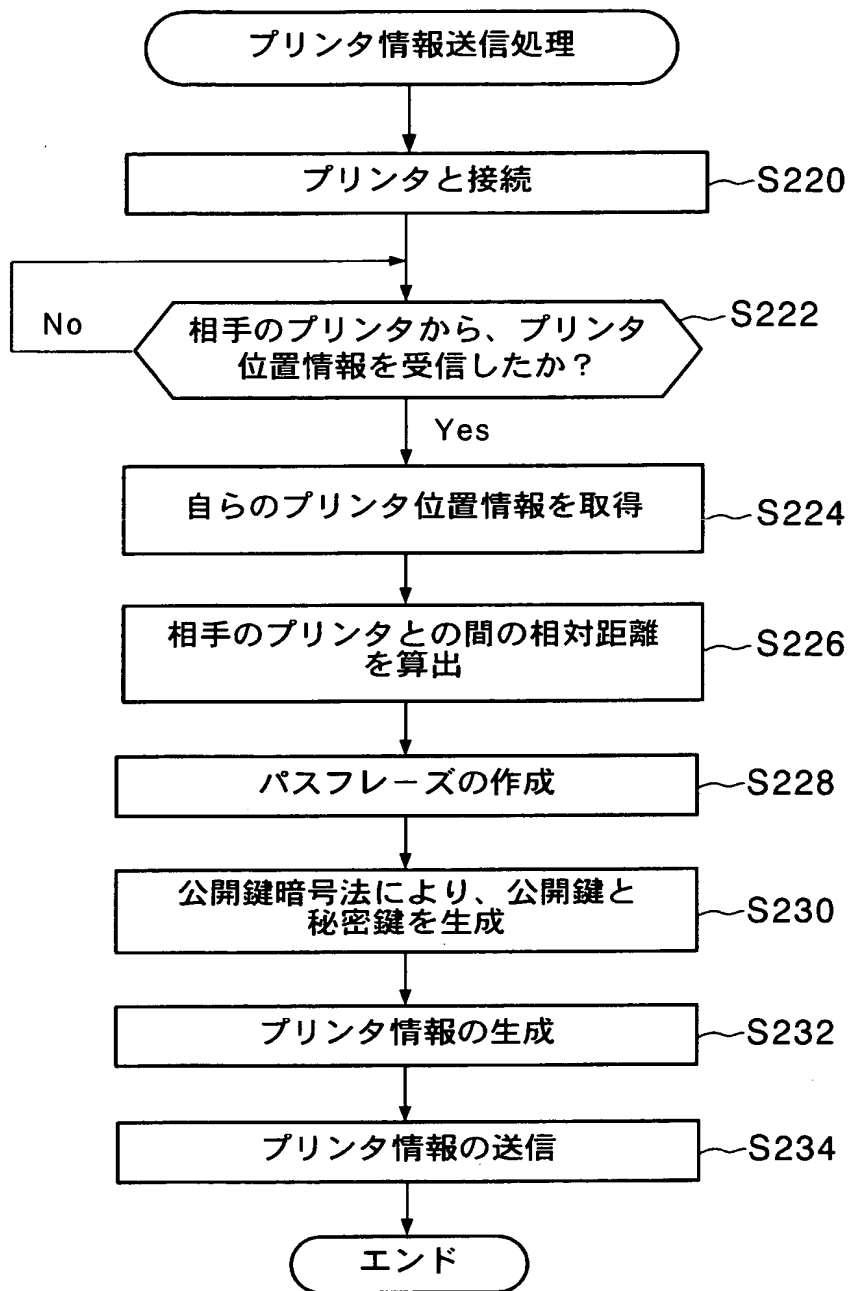 プリンタ情報送信処理
プリンタと接続
S220
No
相手のプリンタから、プリンタ
位置情報を受信したか？
S222
Yes
自らのプリンタ位置情報を取得
S224
相手のプリンタとの間の相対距離
を算出
S226
パスフレーズの作成
S228
公開鍵暗号法により、公開鍵と
秘密鍵を生成
S230
プリンタ情報の生成
S232
プリンタ情報の送信
S234
エンド